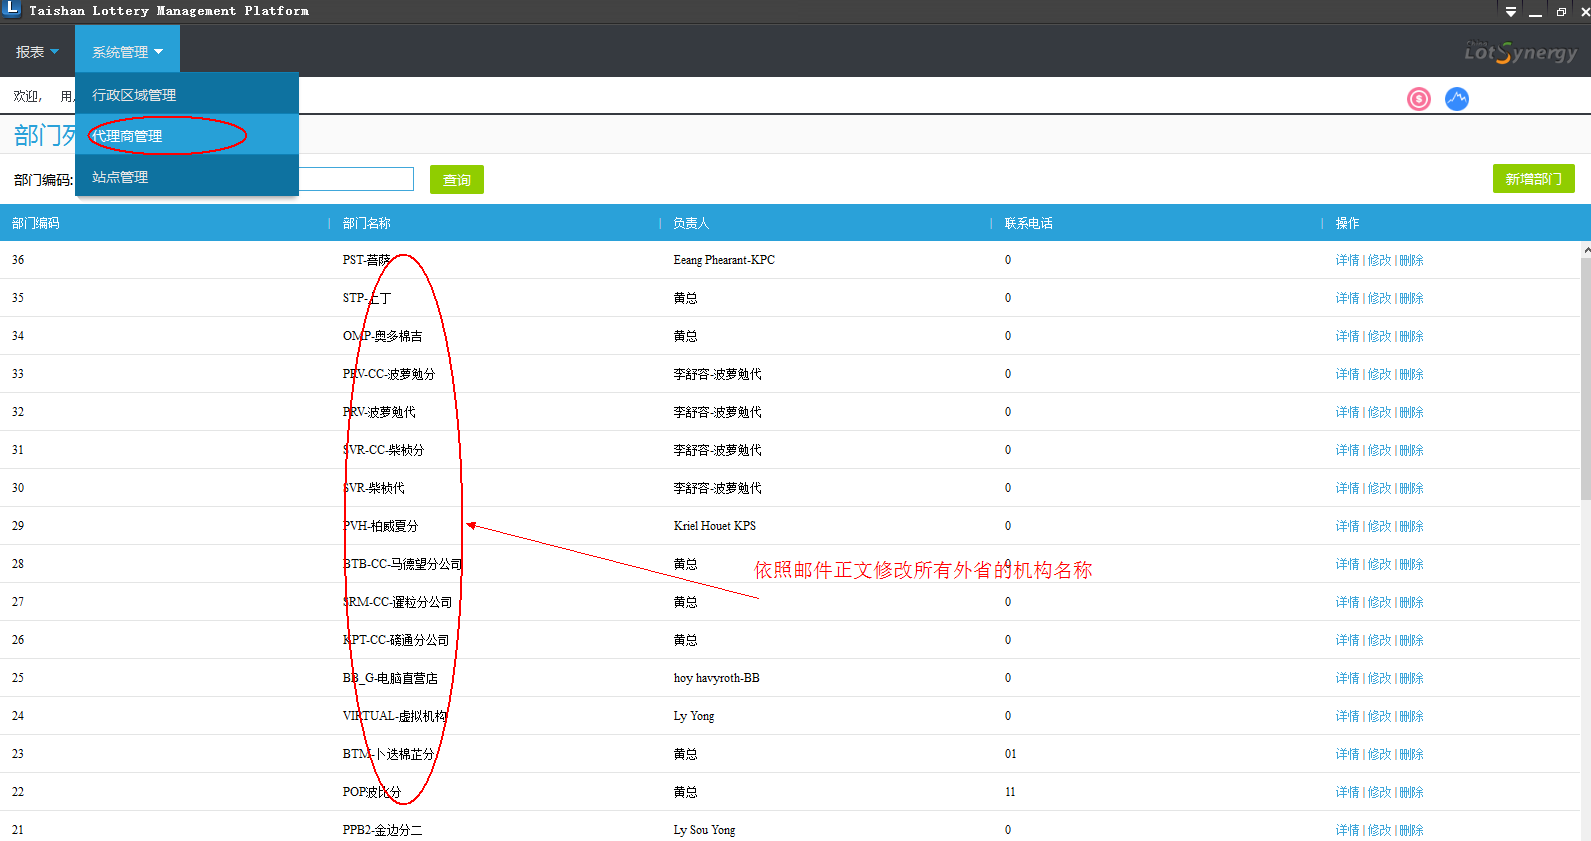 Taishan Lottery Management Platform
报表 系统管理
China LotSynergy
行政区域管理
欢迎, 用
代理商管理
部门列
站点管理
部门编码: 查询 新增部门
部门编码 部门名称 负责人 联系电话 操作
36 PST-菩萨 Eeang Phearant-KPC 0 详情|修改|删除
35 STP-上丁 黄总 0 详情|修改|删除
34 OMP-奥多棉吉 黄总 0 详情|修改|删除
33 PRV-CC-波萝勉分 李舒容-波萝勉代 0 详情|修改|删除
32 PRV-波萝勉代 李舒容-波萝勉代 0 详情|修改|删除
31 SVR-CC-柴桢分 李舒容-波萝勉代 0 详情|修改|删除
30 SVR-柴桢代 李舒容-波萝勉代 0 详情|修改|删除
29 PVH-柏威夏分 Kriel Houet KPS 0 详情|修改|删除
28 BTB-CC-马德望分公司 黄总 0 详情|修改|删除
依照邮件正文修改所有外省的机构名称
27 SRM-CC-暹粒分公司 黄总 0 详情|修改|删除
26 KPT-CC-磅通分公司 黄总 0 详情|修改|删除
25 BB_G-电脑直营店 hoy havyroth-BB 0 详情|修改|删除
24 VIRTUAL-虚拟机构 Ly Yong 0 详情|修改|删除
23 BTM-卜迭棉芷分 黄总 01 详情|修改|删除
22 POP波比分 黄总 11 详情|修改|删除
21 PPB2-金边分二 Ly Sou Yong 0 详情|修改|删除